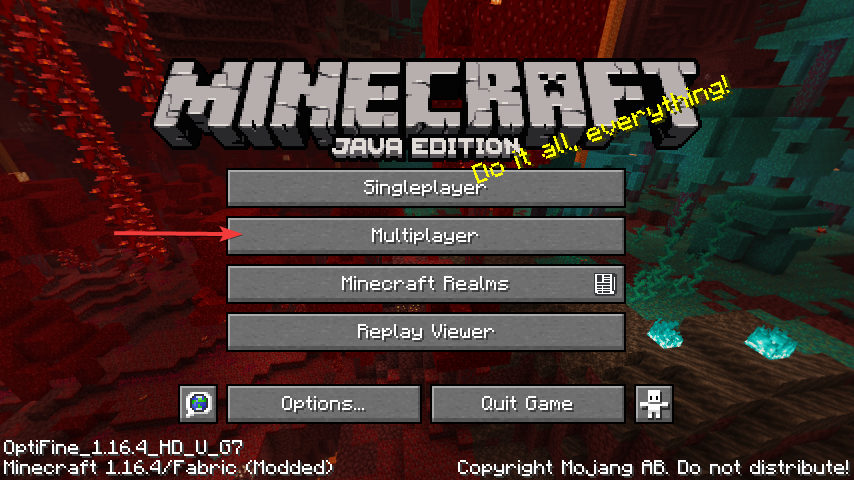 MINECRAFT
JAVA EDITION
Do it all, everything!
Singleplayer
Multiplayer
Minecraft Realms
Replay Viewer
Options...
Quit Game
OptiFine_1.16.4_HD_U_G7
Minecraft 1.16.4/Fabric (Modded)
Copyright Mojang AB. Do not distribute!